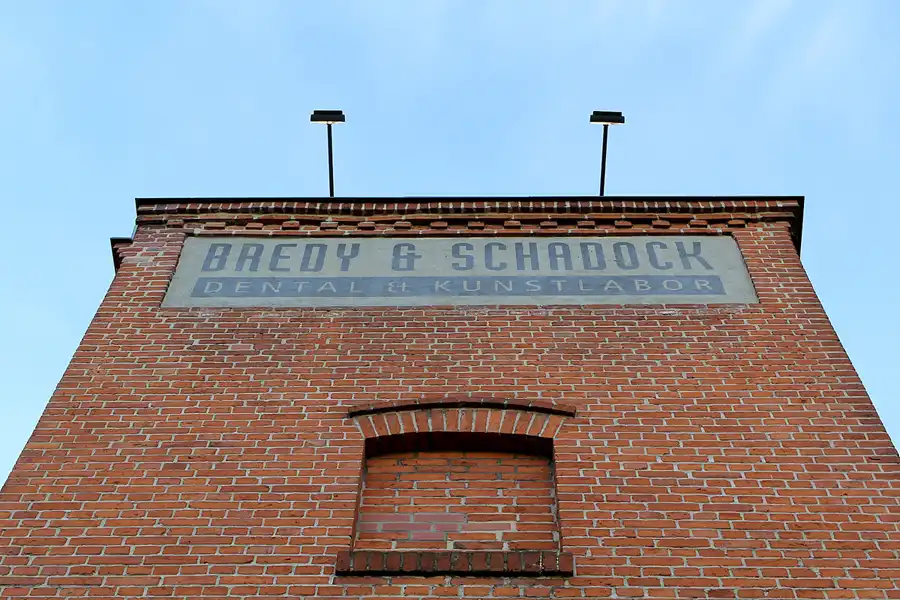 BREDY & SCHADOCK
DENTAL & KUNSTLABOR